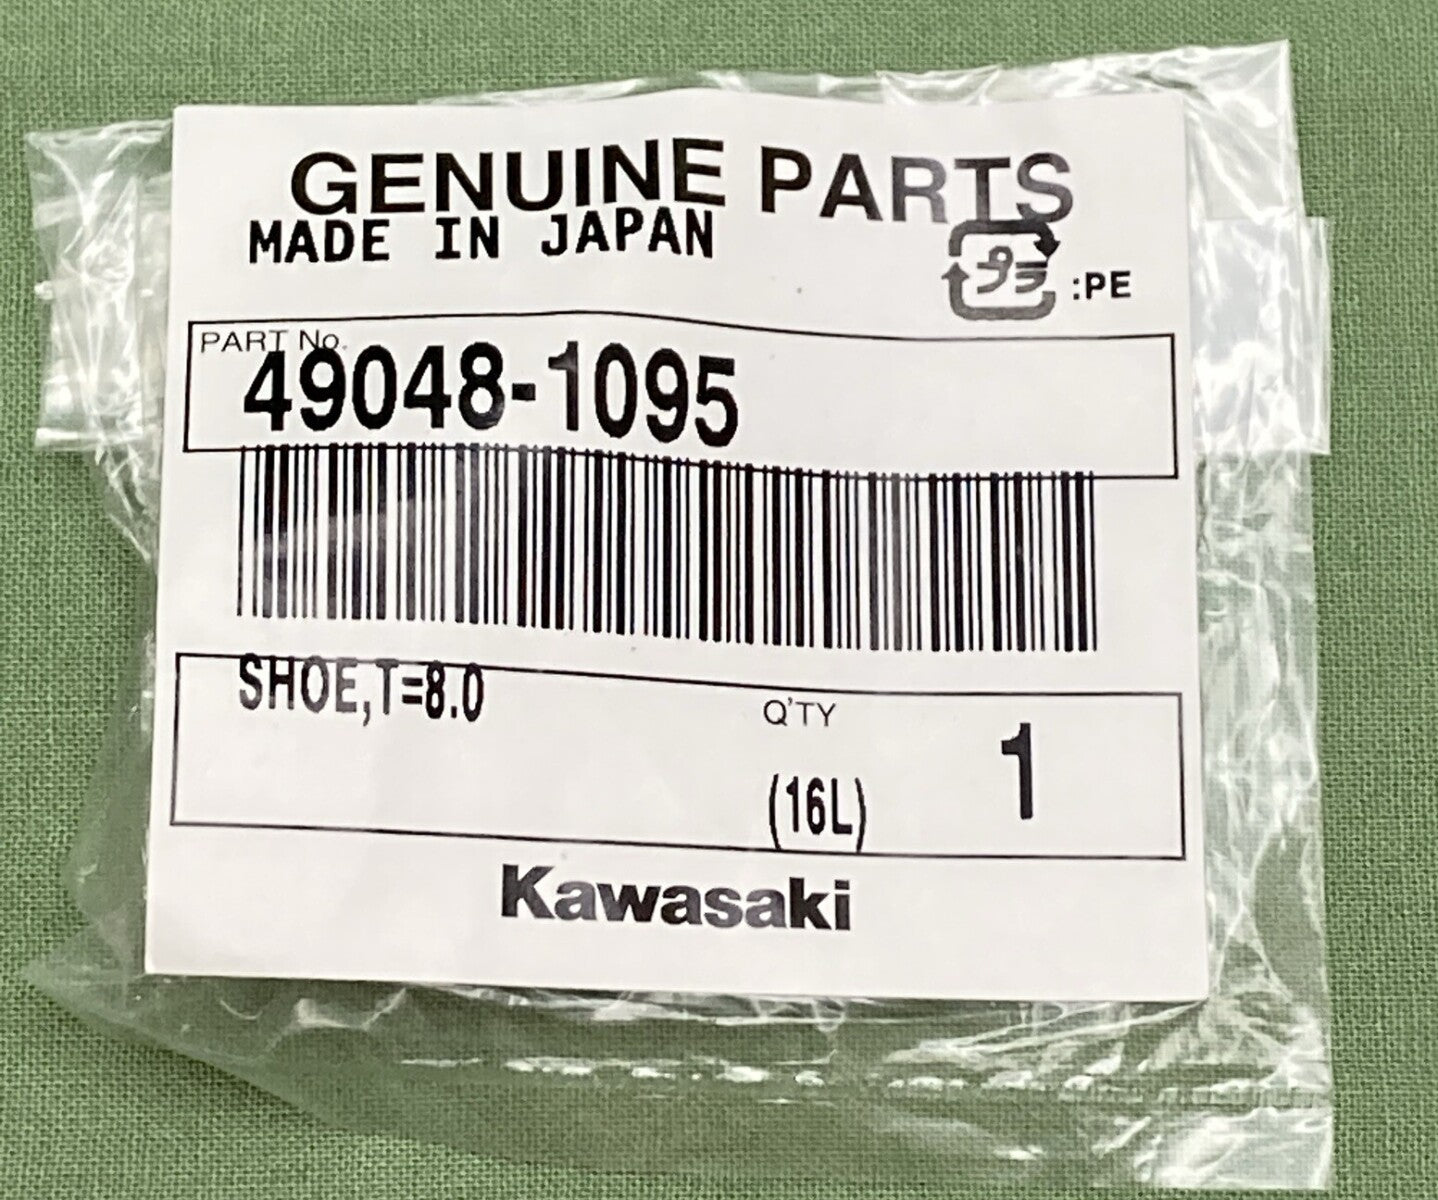 GENUINE PARTS
MADE IN JAPAN
プラ :PE
PART No.
49048-1095
SHOE,T=8.0
Q'TY
1
(16L)
Kawasaki